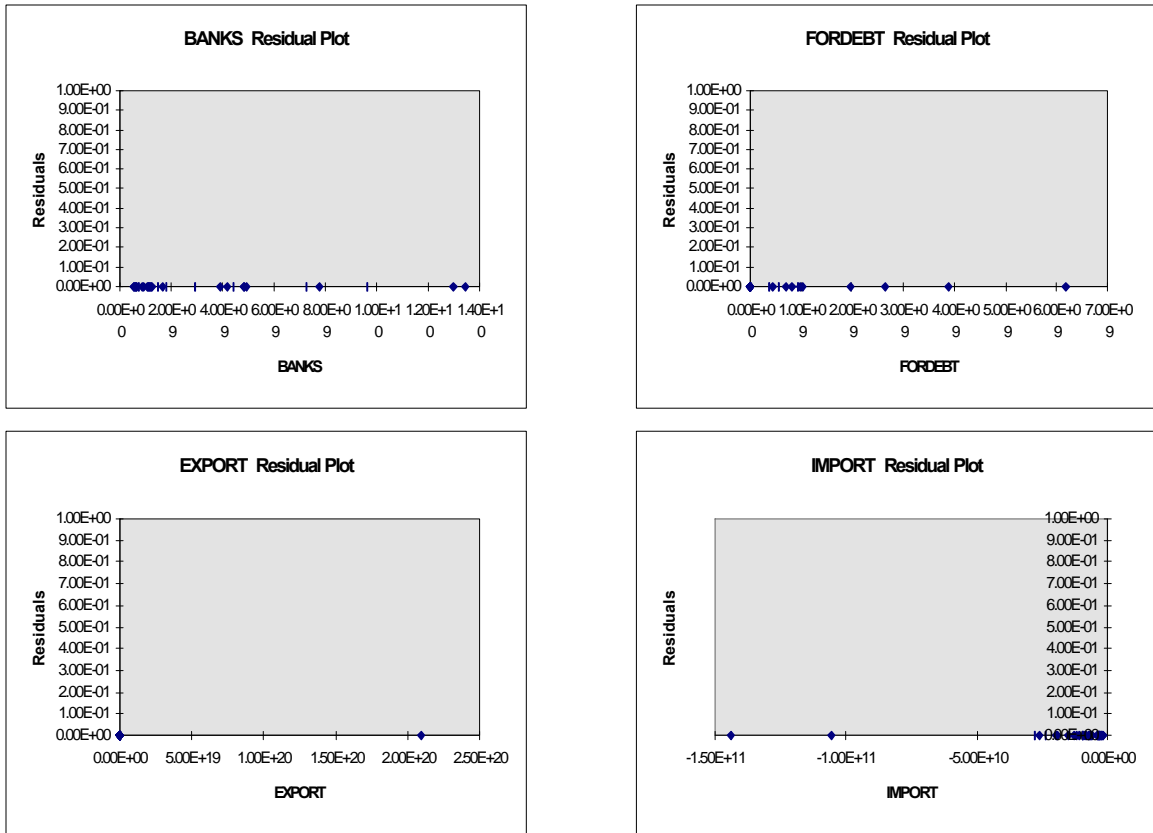 BANKS Residual Plot
1.00E+00
9.00E-01
8.00E-01
7.00E-01
6.00E-01
5.00E-01
4.00E-01
3.00E-01
2.00E-01
1.00E-01
0.00E+00
Residuals
0.00E+0 2.00E+0 4.00E+0 6.00E+0 8.00E+0 1.00E+1 1.20E+1 1.40E+1
0 9 9 9 9 0 0 0
BANKS
FORDEBT Residual Plot
1.00E+00
9.00E-01
8.00E-01
7.00E-01
6.00E-01
5.00E-01
4.00E-01
3.00E-01
2.00E-01
1.00E-01
0.00E+00
Residuals
0.00E+0 1.00E+0 2.00E+0 3.00E+0 4.00E+0 5.00E+0 6.00E+0 7.00E+0
0 9 9 9 9 9 9 9
FORDEBT
EXPORT Residual Plot
1.00E+00
9.00E-01
8.00E-01
7.00E-01
6.00E-01
5.00E-01
4.00E-01
3.00E-01
2.00E-01
1.00E-01
0.00E+00
Residuals
0.00E+00 5.00E+19 1.00E+20 1.50E+20 2.00E+20 2.50E+20
EXPORT
IMPORT Residual Plot
1.00E+00
9.00E-01
8.00E-01
7.00E-01
6.00E-01
5.00E-01
4.00E-01
3.00E-01
2.00E-01
1.00E-01
0.00E+00
Residuals
-1.50E+11 -1.00E+11 -5.00E+10 0.00E+00
IMPORT